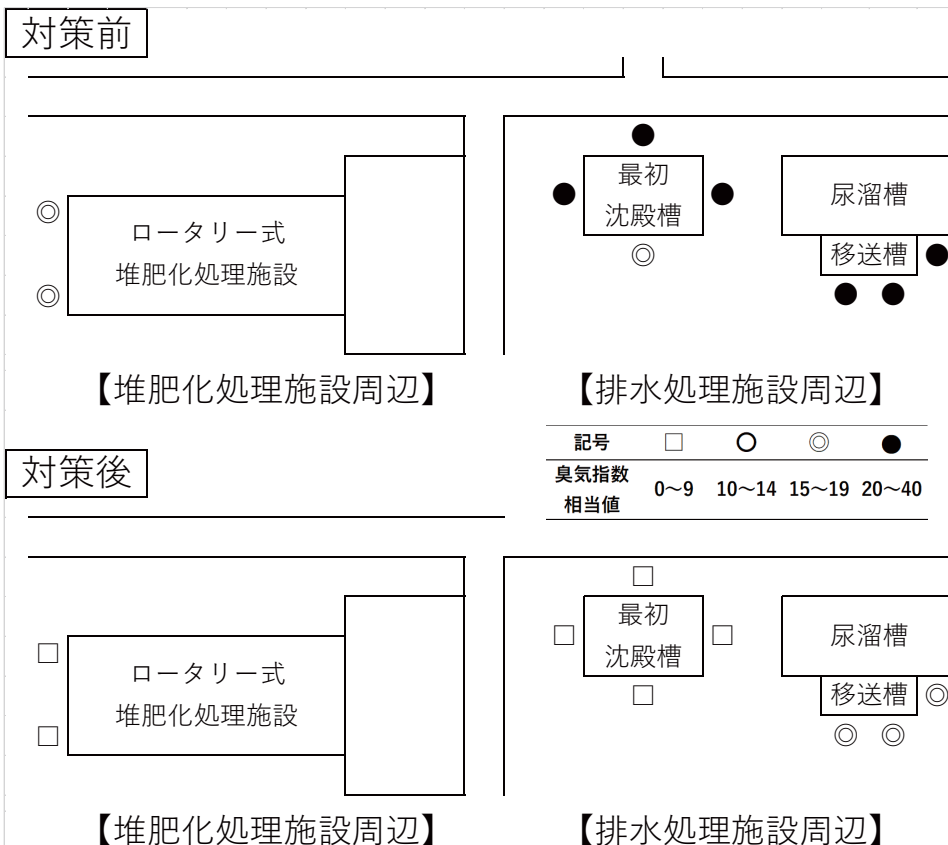 対策前
ロータリー式
堆肥化処理施設
最初
沈殿槽
尿溜槽
移送槽
【堆肥化処理施設周辺】
【排水処理施設周辺】
記号 □ ○ ◎ ●
臭気指数
相当値
0～9 10～14 15～19 20～40
対策後
ロータリー式
堆肥化処理施設
最初
沈殿槽
尿溜槽
移送槽
【堆肥化処理施設周辺】
【排水処理施設周辺】